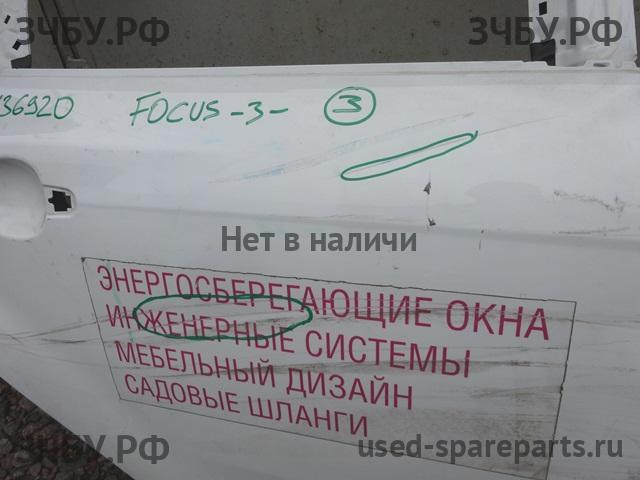 ЗЧБУ.РФ ЗЧБУ.РФ
36920 FOCUS -3- 3
Нет в наличи
ЭНЕРГОСБЕРЕГАЮЩИЕ ОКНА
ИНЖЕНЕРНЫЕ СИСТЕМЫ
МЕБЕЛЬНЫЙ ДИЗАЙН
САДОВЫЕ ШЛАНГИ
ЗЧБУ.РФ used-spareparts.ru